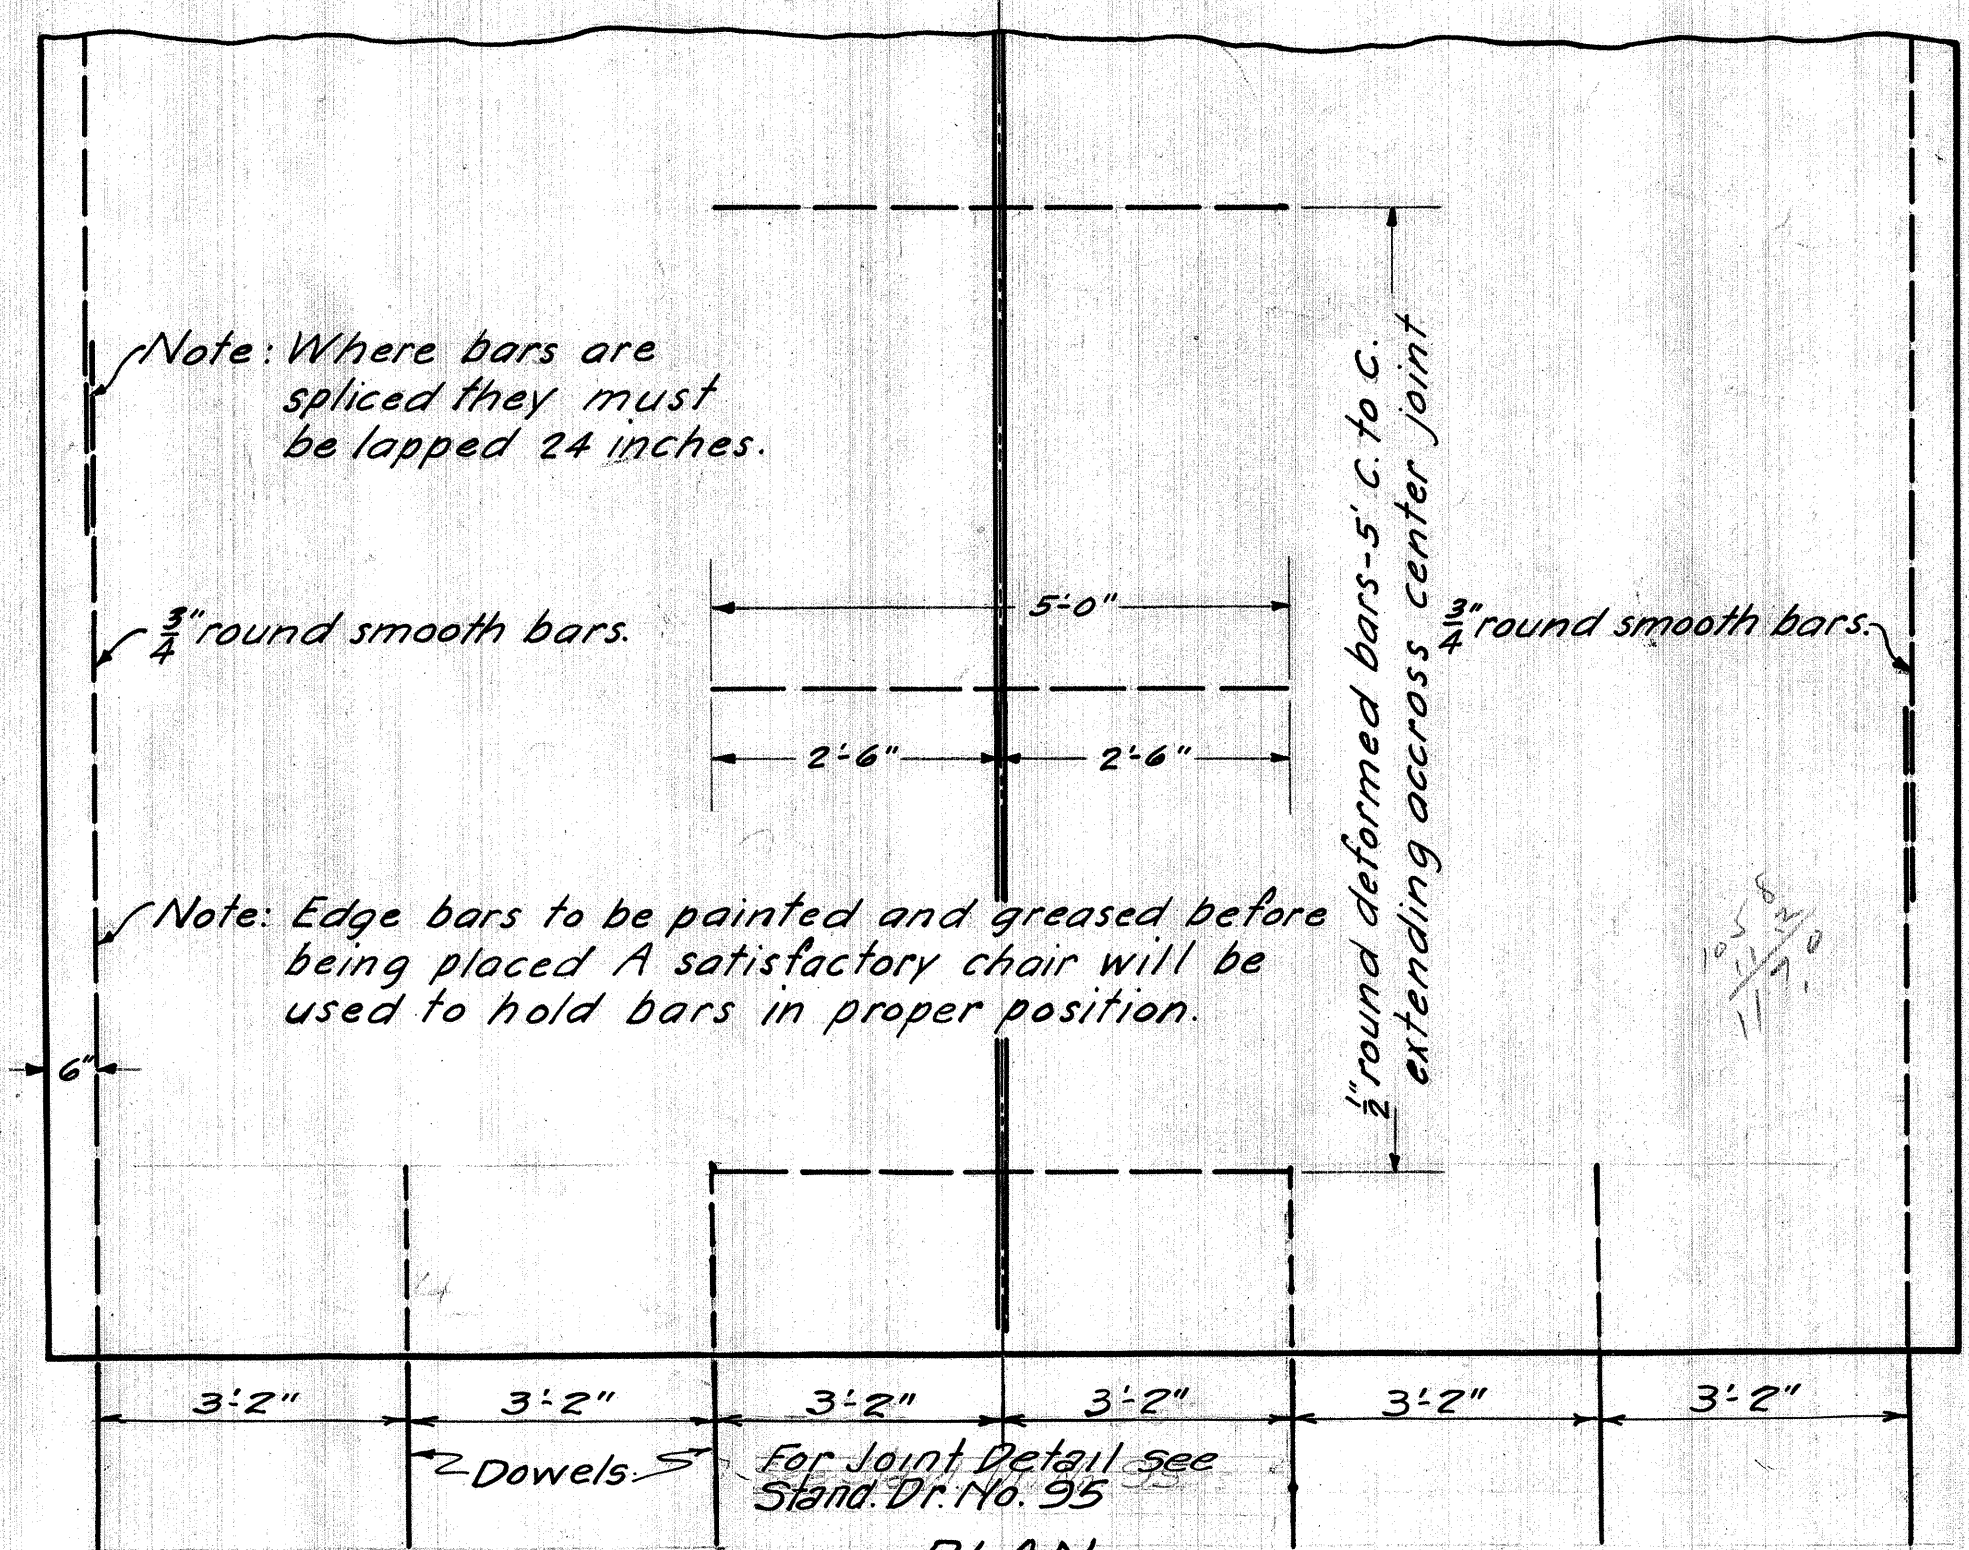 Note: Where bars are
spliced they must
be lapped 24 inches.
5'-0"
3/4" round smooth bars.
3/4" round smooth bars.
2'-6" 2'-6"
1/2" round deformed bars-5' C. to C.
extending accross center joint
Note: Edge bars to be painted and greased before
being placed A satisfactory chair will be
used to hold bars in proper position.
6"
3'-2" 3'-2" 3'-2" 3'-2" 3'-2" 3'-2"
Dowels.
For Joint Detail see
Stand. Dr. No. 95
PLAN